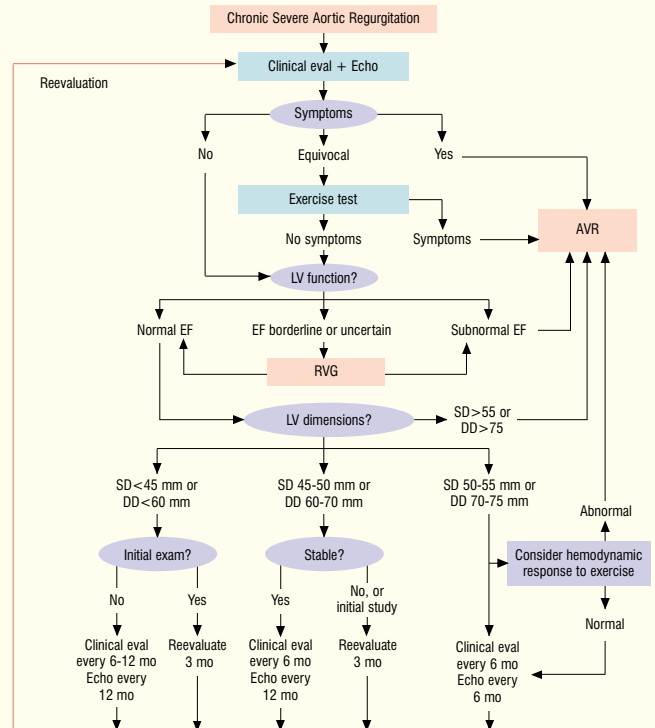 Chronic Severe Aortic Regurgitation
Reevaluation
Clinical eval + Echo
Symptoms
No
Equivocal
Yes
Exercise test
AVR
No symptoms
Symptoms
LV function?
Normal EF
EF borderline or uncertain
Subnormal EF
RVG
LV dimensions?
SD>55 or
DD>75
SD<45 mm or
DD<60 mm
SD 45-50 mm or
DD 60-70 mm
SD 50-55 mm or
DD 70-75 mm
Abnormal
Initial exam?
Stable?
Consider hemodynamic
response to exercise
No
Yes
Yes
No, or
initial study
Normal
Clinical eval
every 6-12 mo
Echo every
12 mo
Reevaluate
3 mo
Clinical eval
every 6 mo
Echo every
12 mo
Reevaluate
3 mo
Clinical eval
every 6 mo
Echo every
6 mo